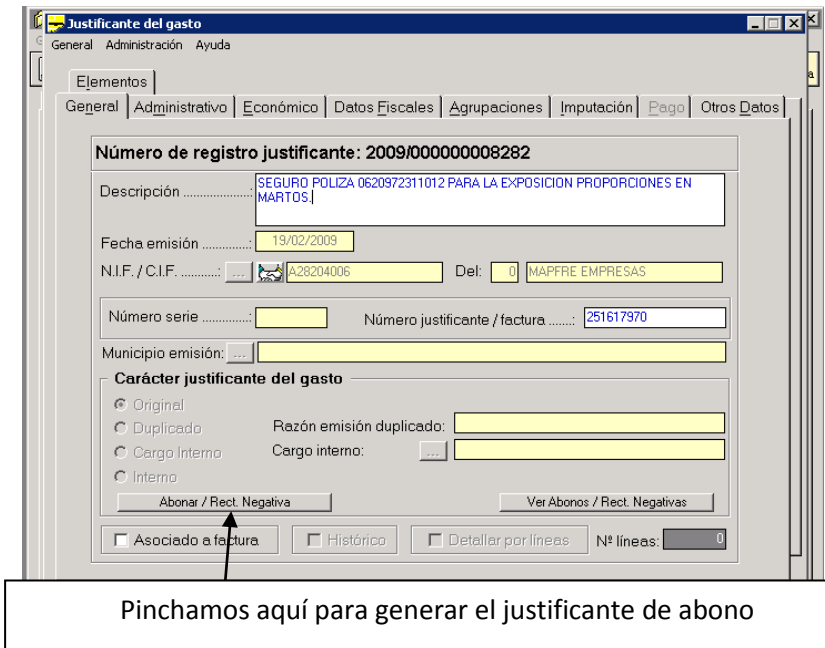 Justificante del gasto
General Administración Ayuda
Elementos
General Administrativo Económico Datos Fiscales Agrupaciones Imputación Pago Otros Datos
Número de registro justificante: 2009/000000008282
Descripción ....................: SEGURO POLIZA 0620972311012 PARA LA EXPOSICION PROPORCIONES EN
MARTOS.
Fecha emisión .............: 19/02/2009
N.I.F. / C.I.F. ..........: ... A28204006 Del: 0 MAPFRE EMPRESAS
Número serie .............: Número justificante / factura ......: 251617970
Municipio emisión: ...
Carácter justificante del gasto
Original
Duplicado Razón emisión duplicado:
Cargo Interno Cargo interno: ...
Interno
Abonar / Rect. Negativa Ver Abonos / Rect. Negativas
Asociado a factura Histórico Detallar por líneas Nº líneas: 0
Pinchamos aquí para generar el justificante de abono